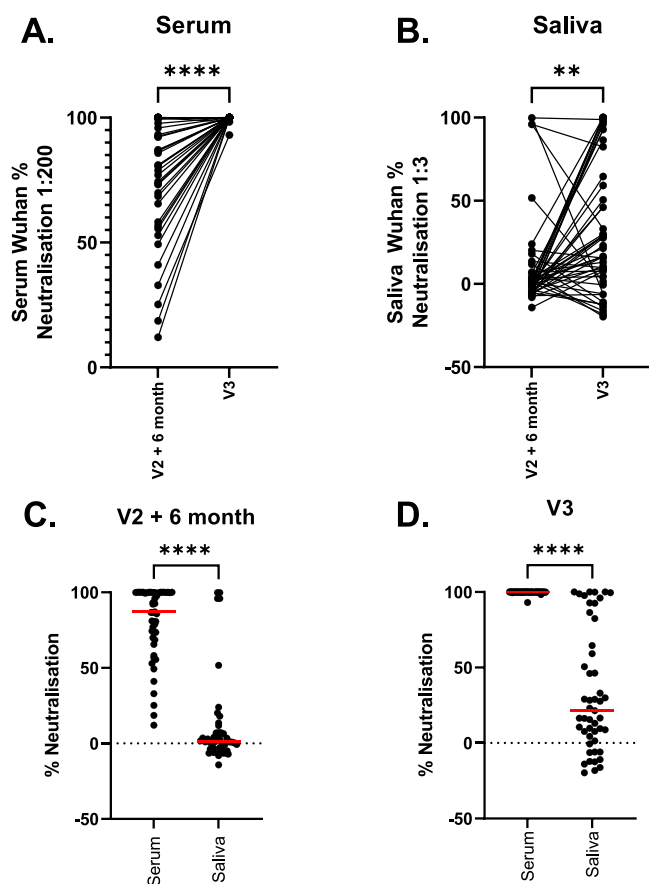 A.
Serum
****
Serum Wuhan %
Neutralisation 1:200
100
50
0
V2 + 6 month
V3
B.
Saliva
**
Saliva Wuhan %
Neutralisation 1:3
100
50
0
-50
V2 + 6 month
V3
C.
V2 + 6 month
****
% Neutralisation
100
50
0
-50
Serum
Saliva
D.
V3
****
% Neutralisation
100
50
0
-50
Serum
Saliva